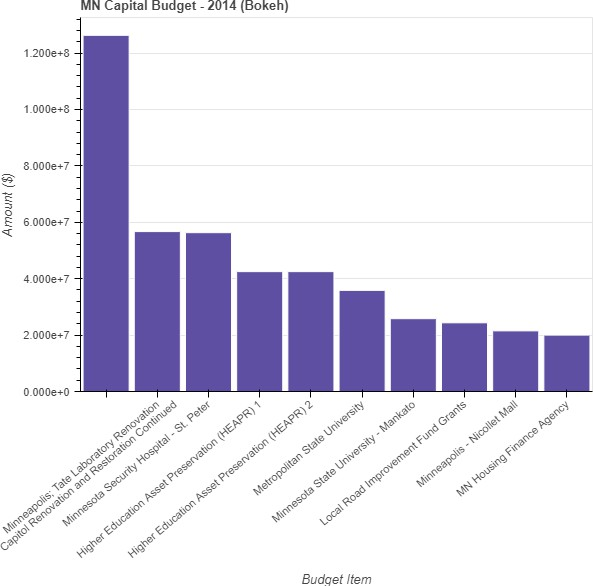 MN Capital Budget - 2014 (Bokeh)
1.200e+8
1.000e+8
8.000e+7
6.000e+7
4.000e+7
2.000e+7
0.000e+0
Amount ($)
Minneapolis; Tate Laboratory Renovation
Capitol Renovation and Restoration Continued
Minnesota Security Hospital - St. Peter
Higher Education Asset Preservation (HEAPR) 1
Higher Education Asset Preservation (HEAPR) 2
Metropolitan State University
Minnesota State University - Mankato
Local Road Improvement Fund Grants
Minneapolis - Nicollet Mall
MN Housing Finance Agency
Budget Item